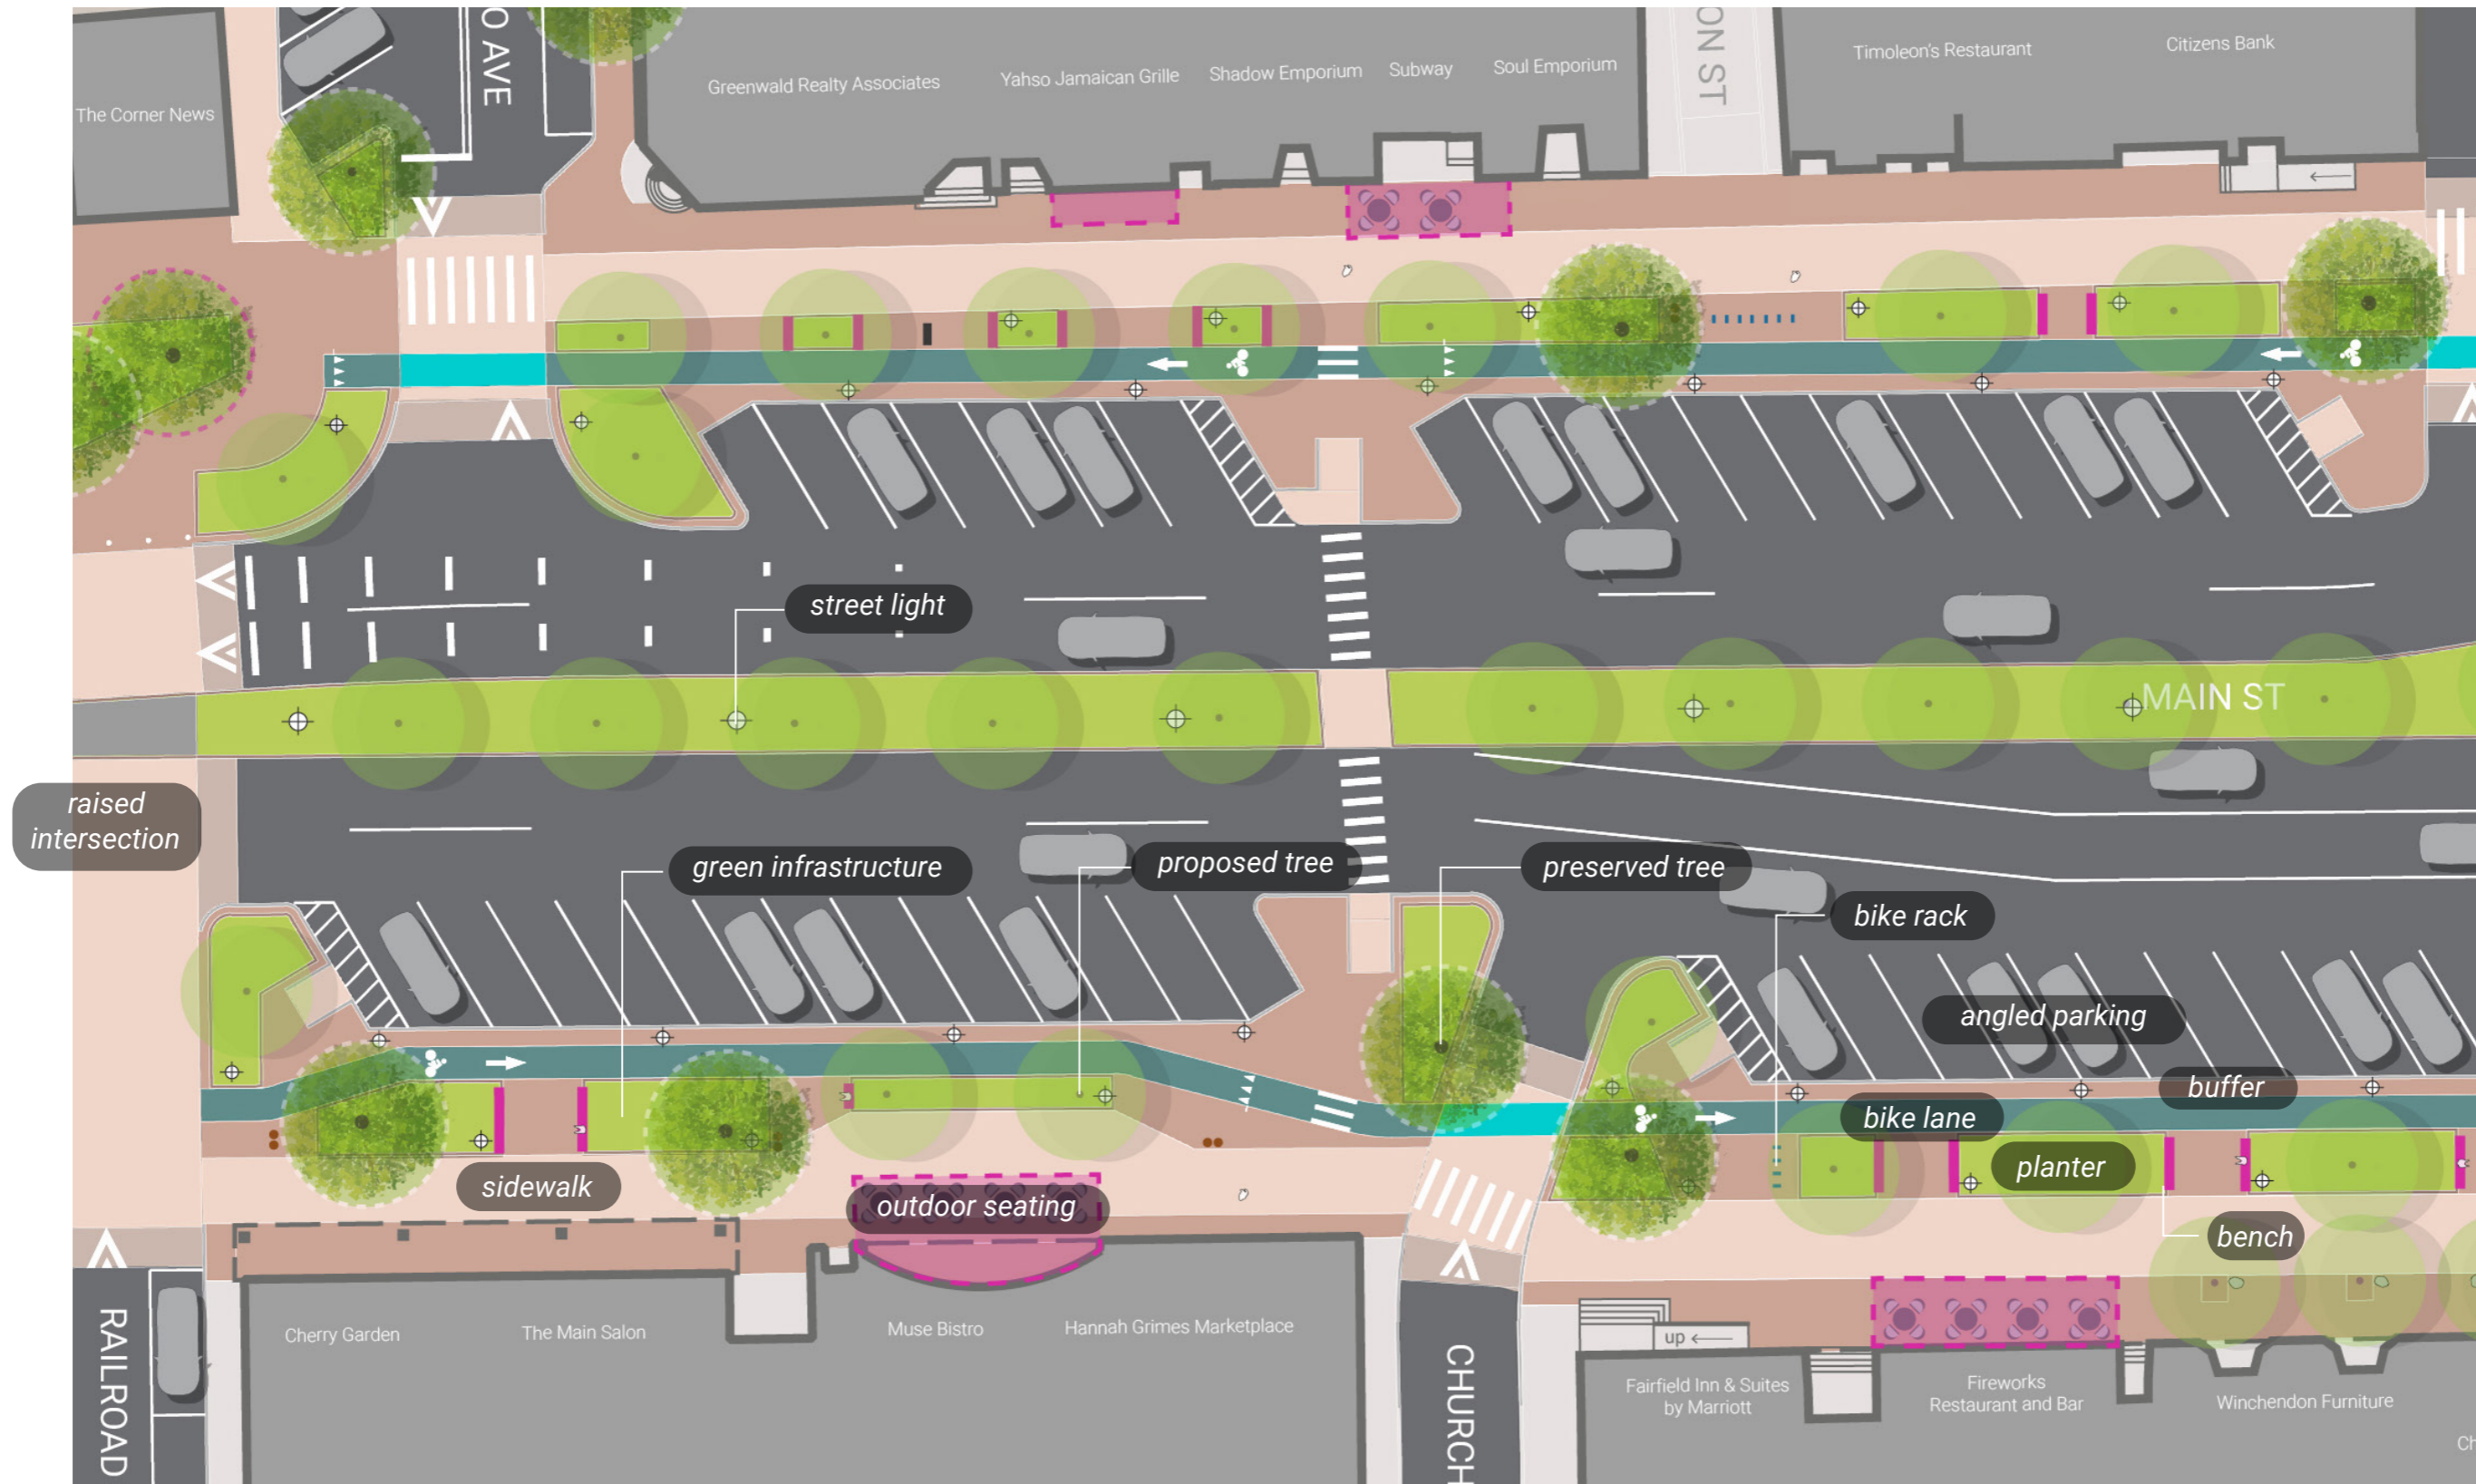 O AVE
ON ST
The Corner News
Greenwald Realty Associates
Yahso Jamaican Grille
Shadow Emporium
Subway
Soul Emporium
Timoleon's Restaurant
Citizens Bank
street light
MAIN ST
raised
intersection
green infrastructure
proposed tree
preserved tree
bike rack
angled parking
buffer
bike lane
planter
sidewalk
outdoor seating
bench
RAILROAD
Cherry Garden
The Main Salon
Muse Bistro
Hannah Grimes Marketplace
CHURCH
up
Fairfield Inn & Suites
by Marriott
Fireworks
Restaurant and Bar
Winchendon Furniture
Ch